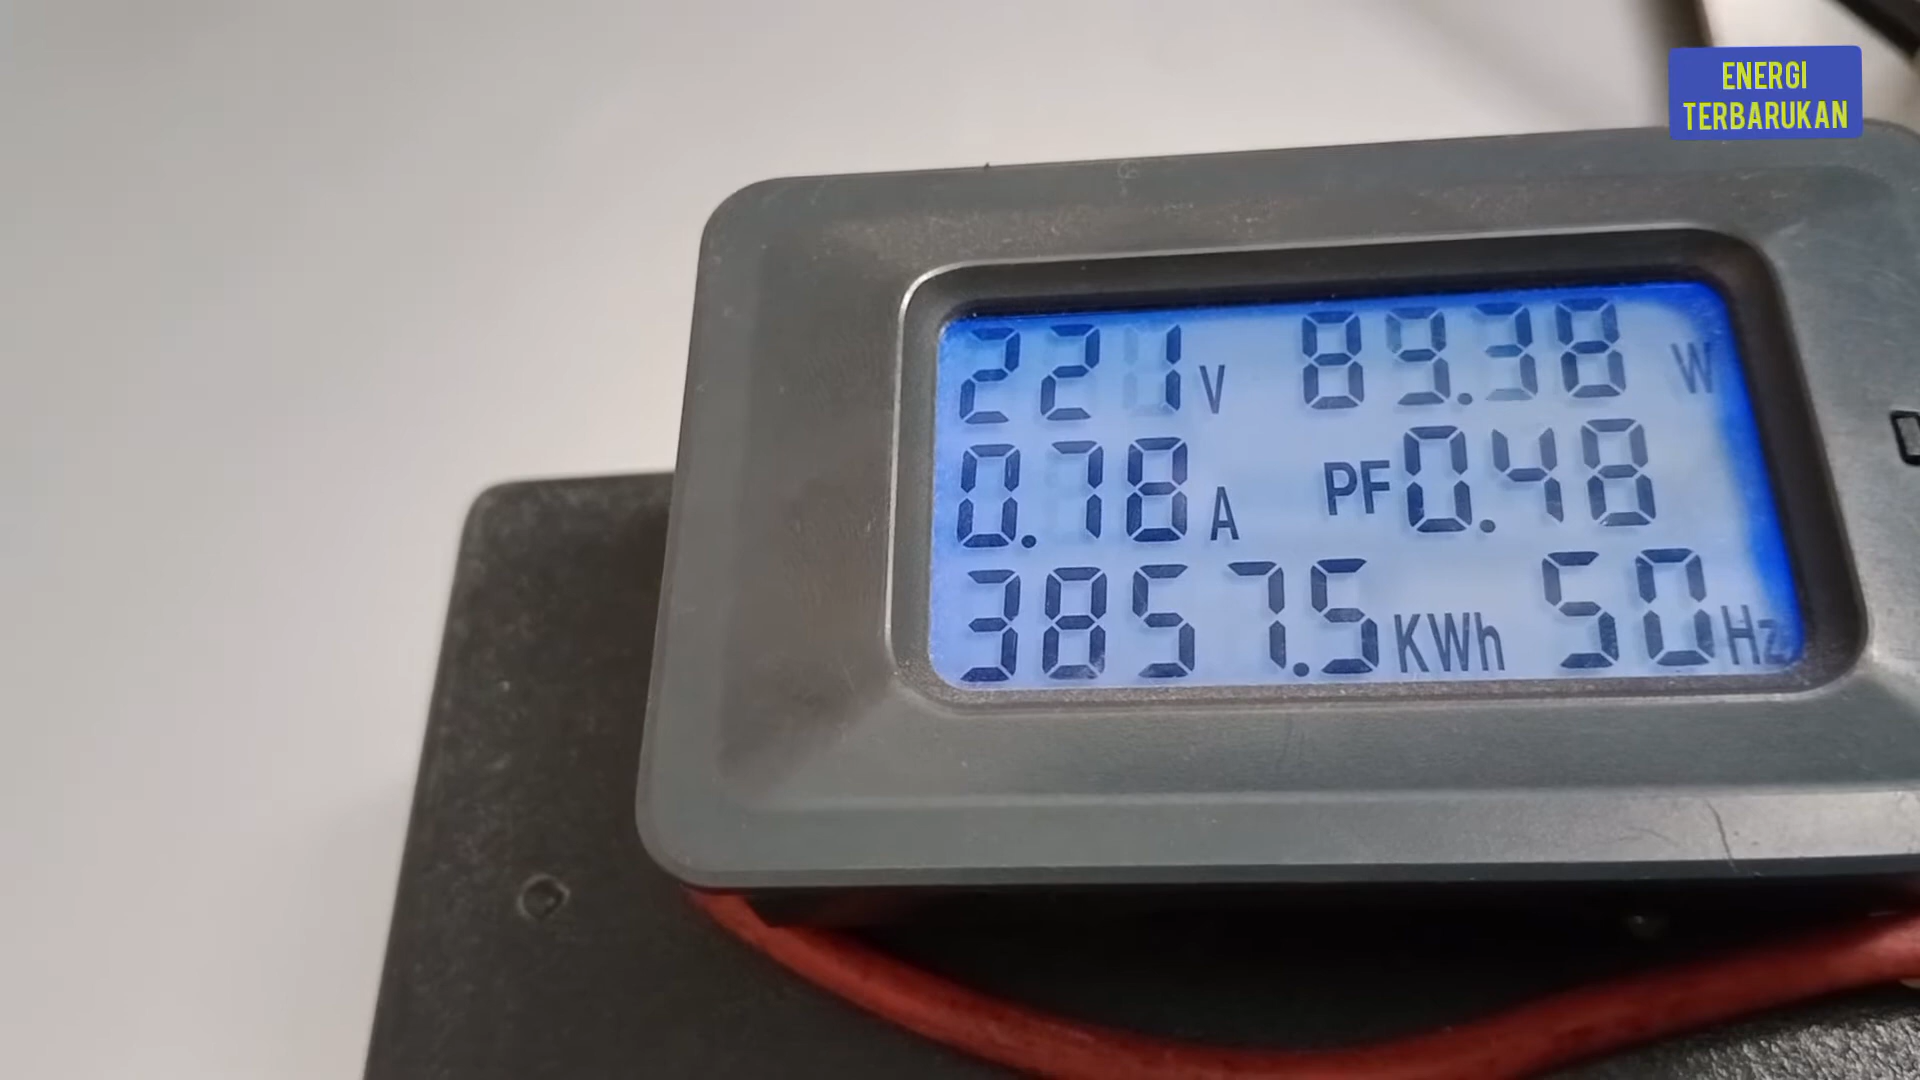 ENERGI
TERBARUKAN
221V 89.38 W
0.78A PF0.48
3857.5KWh 50Hz